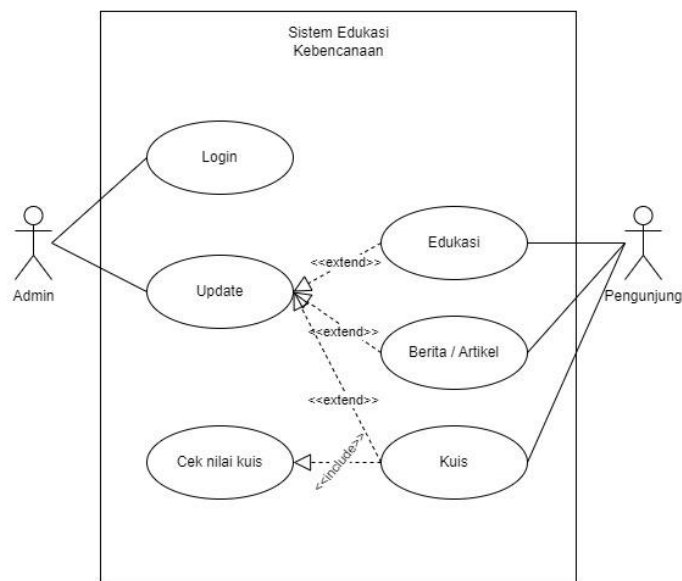 Sistem Edukasi
Kebencanaan
Login
Edukasi
<<extend>>
Admin
Update
Pengunjung
<<extend>>
Berita / Artikel
<<extend>>
Cek nilai kuis
<<include>>
Kuis